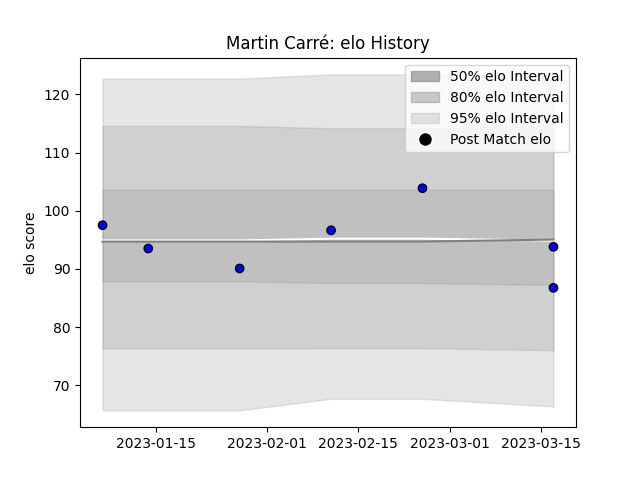 Martin Carré: elo History
50% elo Interval
80% elo Interval
95% elo Interval
Post Match elo
elo score
120
110
100
90
80
70
2023-01-15
2023-02-01
2023-02-15
2023-03-01
2023-03-15